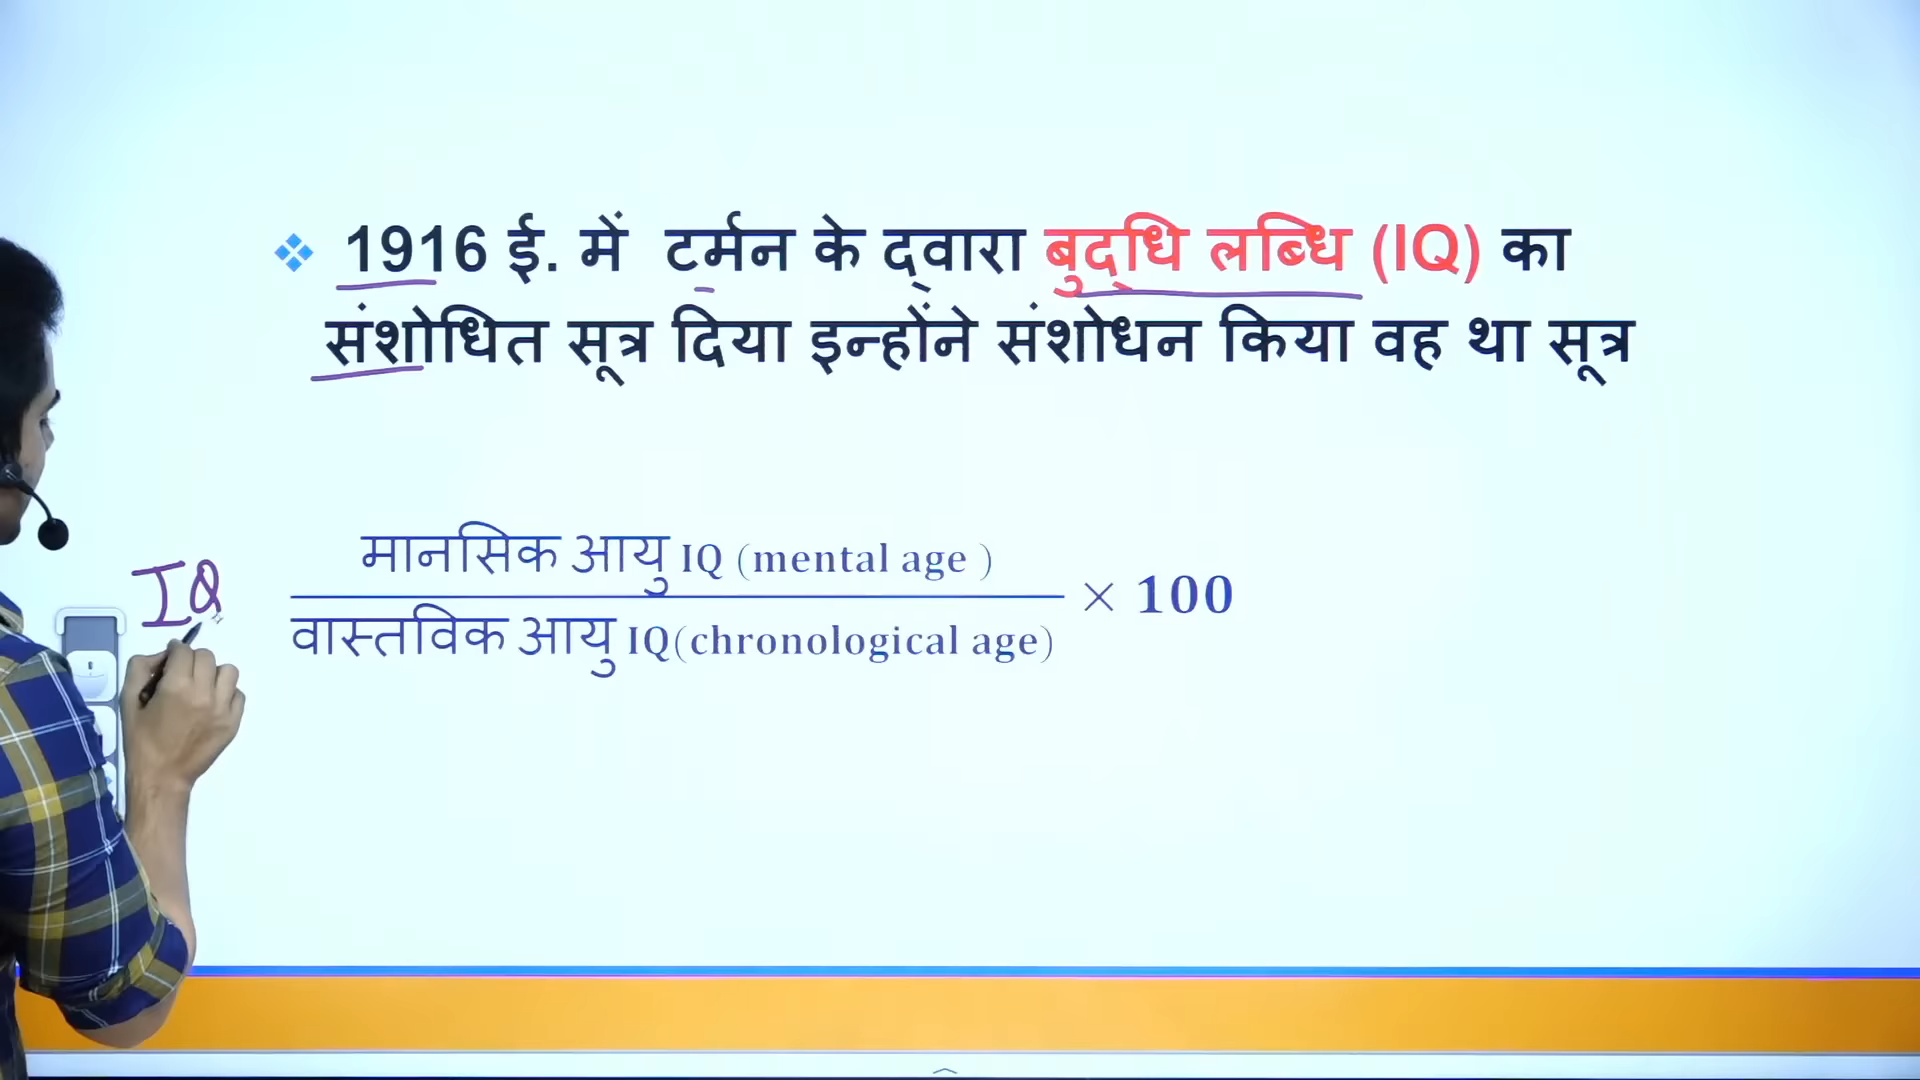 ❖ 1916 ई. में टर्मन के द्वारा बुद्धि लब्धि (IQ) का
संशोधित सूत्र दिया इन्होंने संशोधन किया वह था सूत्र
IQ
मानसिक आयु IQ (mental age )
वास्तविक आयु IQ(chronological age)
× 100